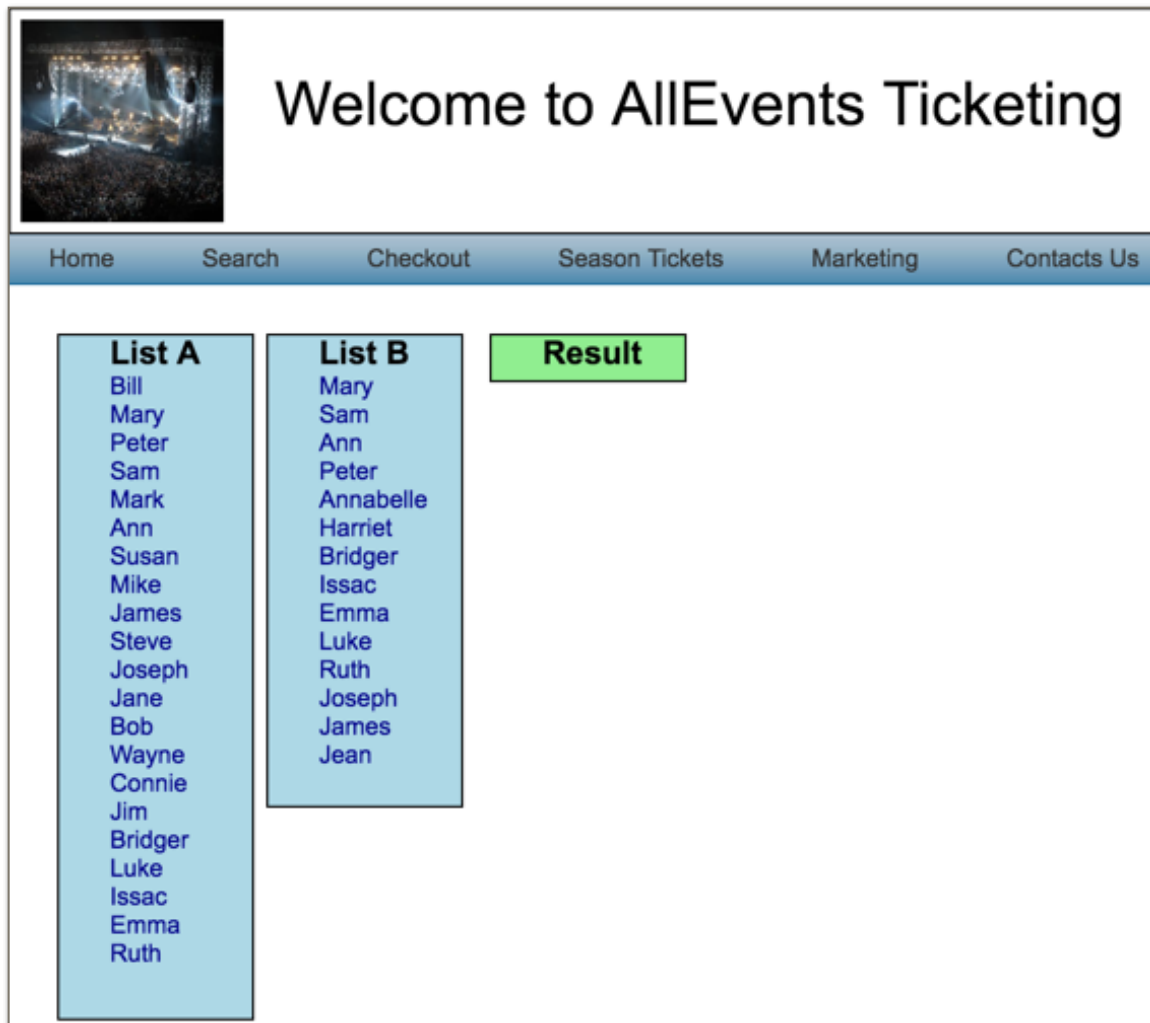 Welcome to AllEvents Ticketing
Home Search Checkout Season Tickets Marketing Contacts Us
List A
Bill
Mary
Peter
Sam
Mark
Ann
Susan
Mike
James
Steve
Joseph
Jane
Bob
Wayne
Connie
Jim
Bridger
Luke
Issac
Emma
Ruth
List B
Mary
Sam
Ann
Peter
Annabelle
Harriet
Bridger
Issac
Emma
Luke
Ruth
Joseph
James
Jean
Result